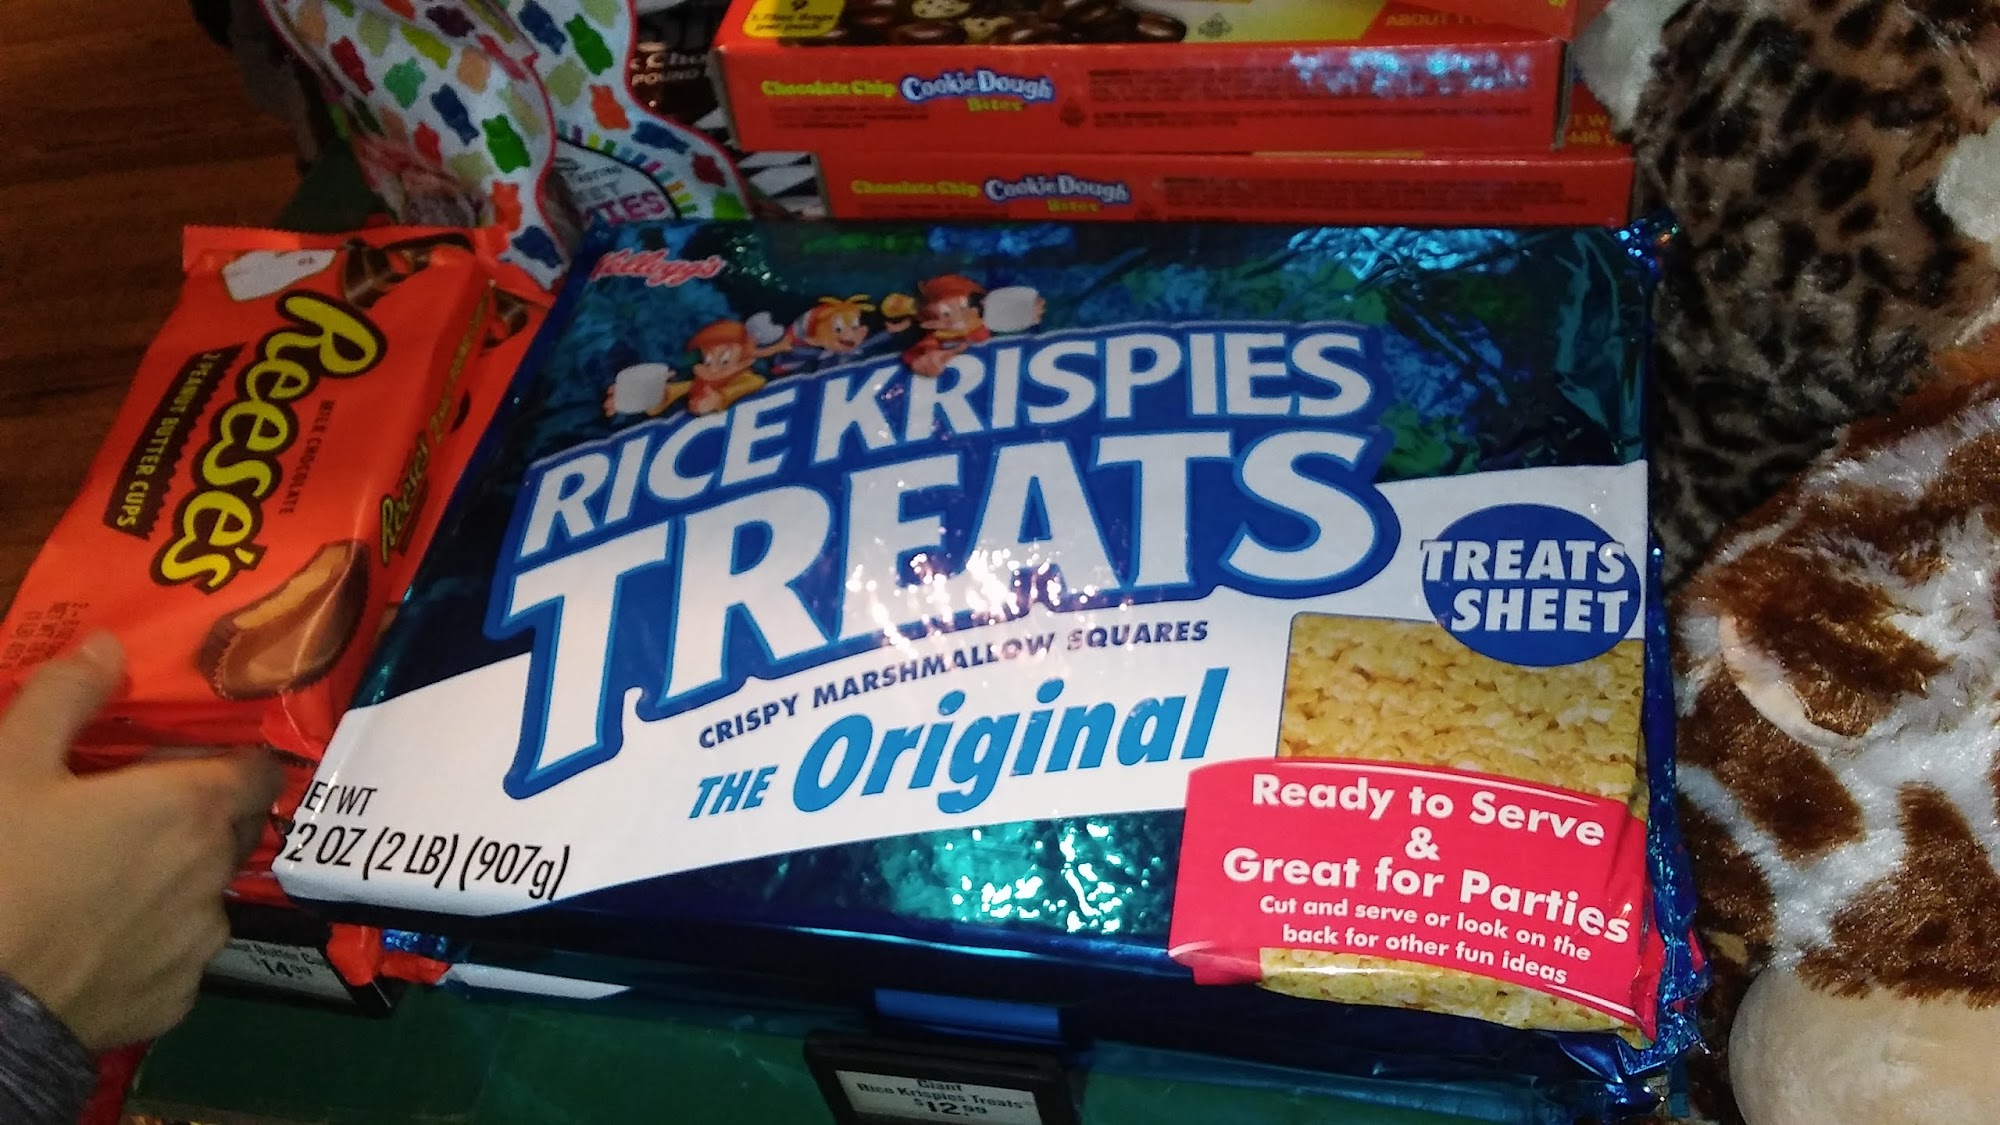 Chocolate Chip Cookie Dough
Bites
Chocolate Chip Cookie Dough
Bites
Kellogg's
RICE KRISPIES
TREATS
CRISPY MARSHMALLOW SQUARES
THE Original
TREATS
SHEET
Ready to Serve
&
Great for Parties
Cut and serve or look on the
back for other fun ideas
ET WT
32 OZ (2 LB) (907g)
MILK CHOCOLATE
Reese's
2 PEANUT BUTTER CUPS
Reese's
$14.99
Giant
Rice Krispies Treats
$12.99